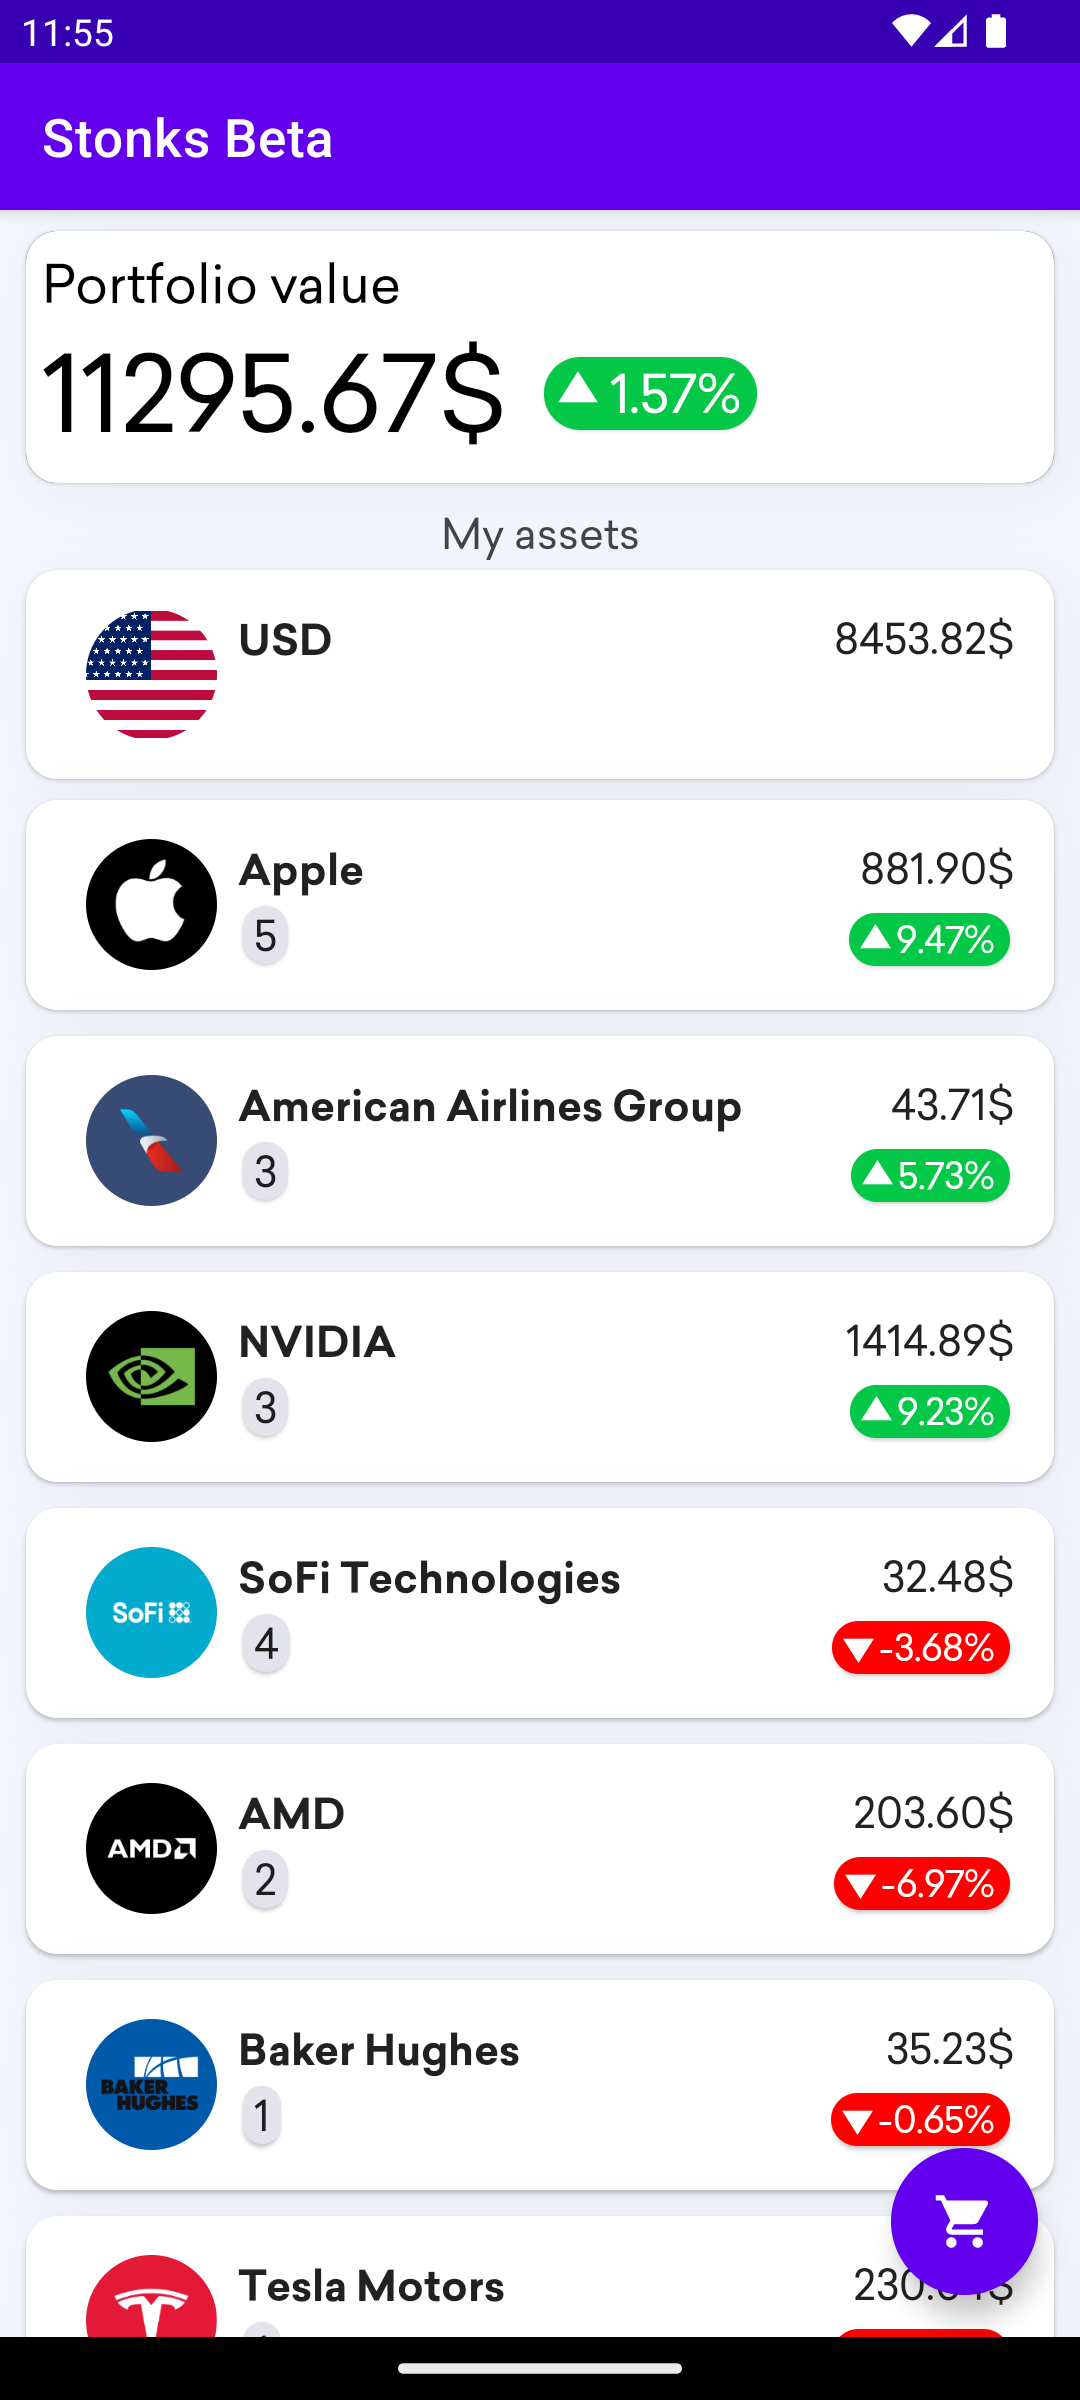 11:55
Stonks Beta
Portfolio value
11295.67$ ▲1.57%
My assets
USD 8453.82$
Apple 881.90$
5 ▲9.47%
American Airlines Group 43.71$
3 ▲5.73%
NVIDIA 1414.89$
3 ▲9.23%
SoFi Technologies 32.48$
SoFi
4 ▼-3.68%
AMD 203.60$
AMD
2 ▼-6.97%
Baker Hughes 35.23$
BAKER
HUGHES
1 ▼-0.65%
Tesla Motors